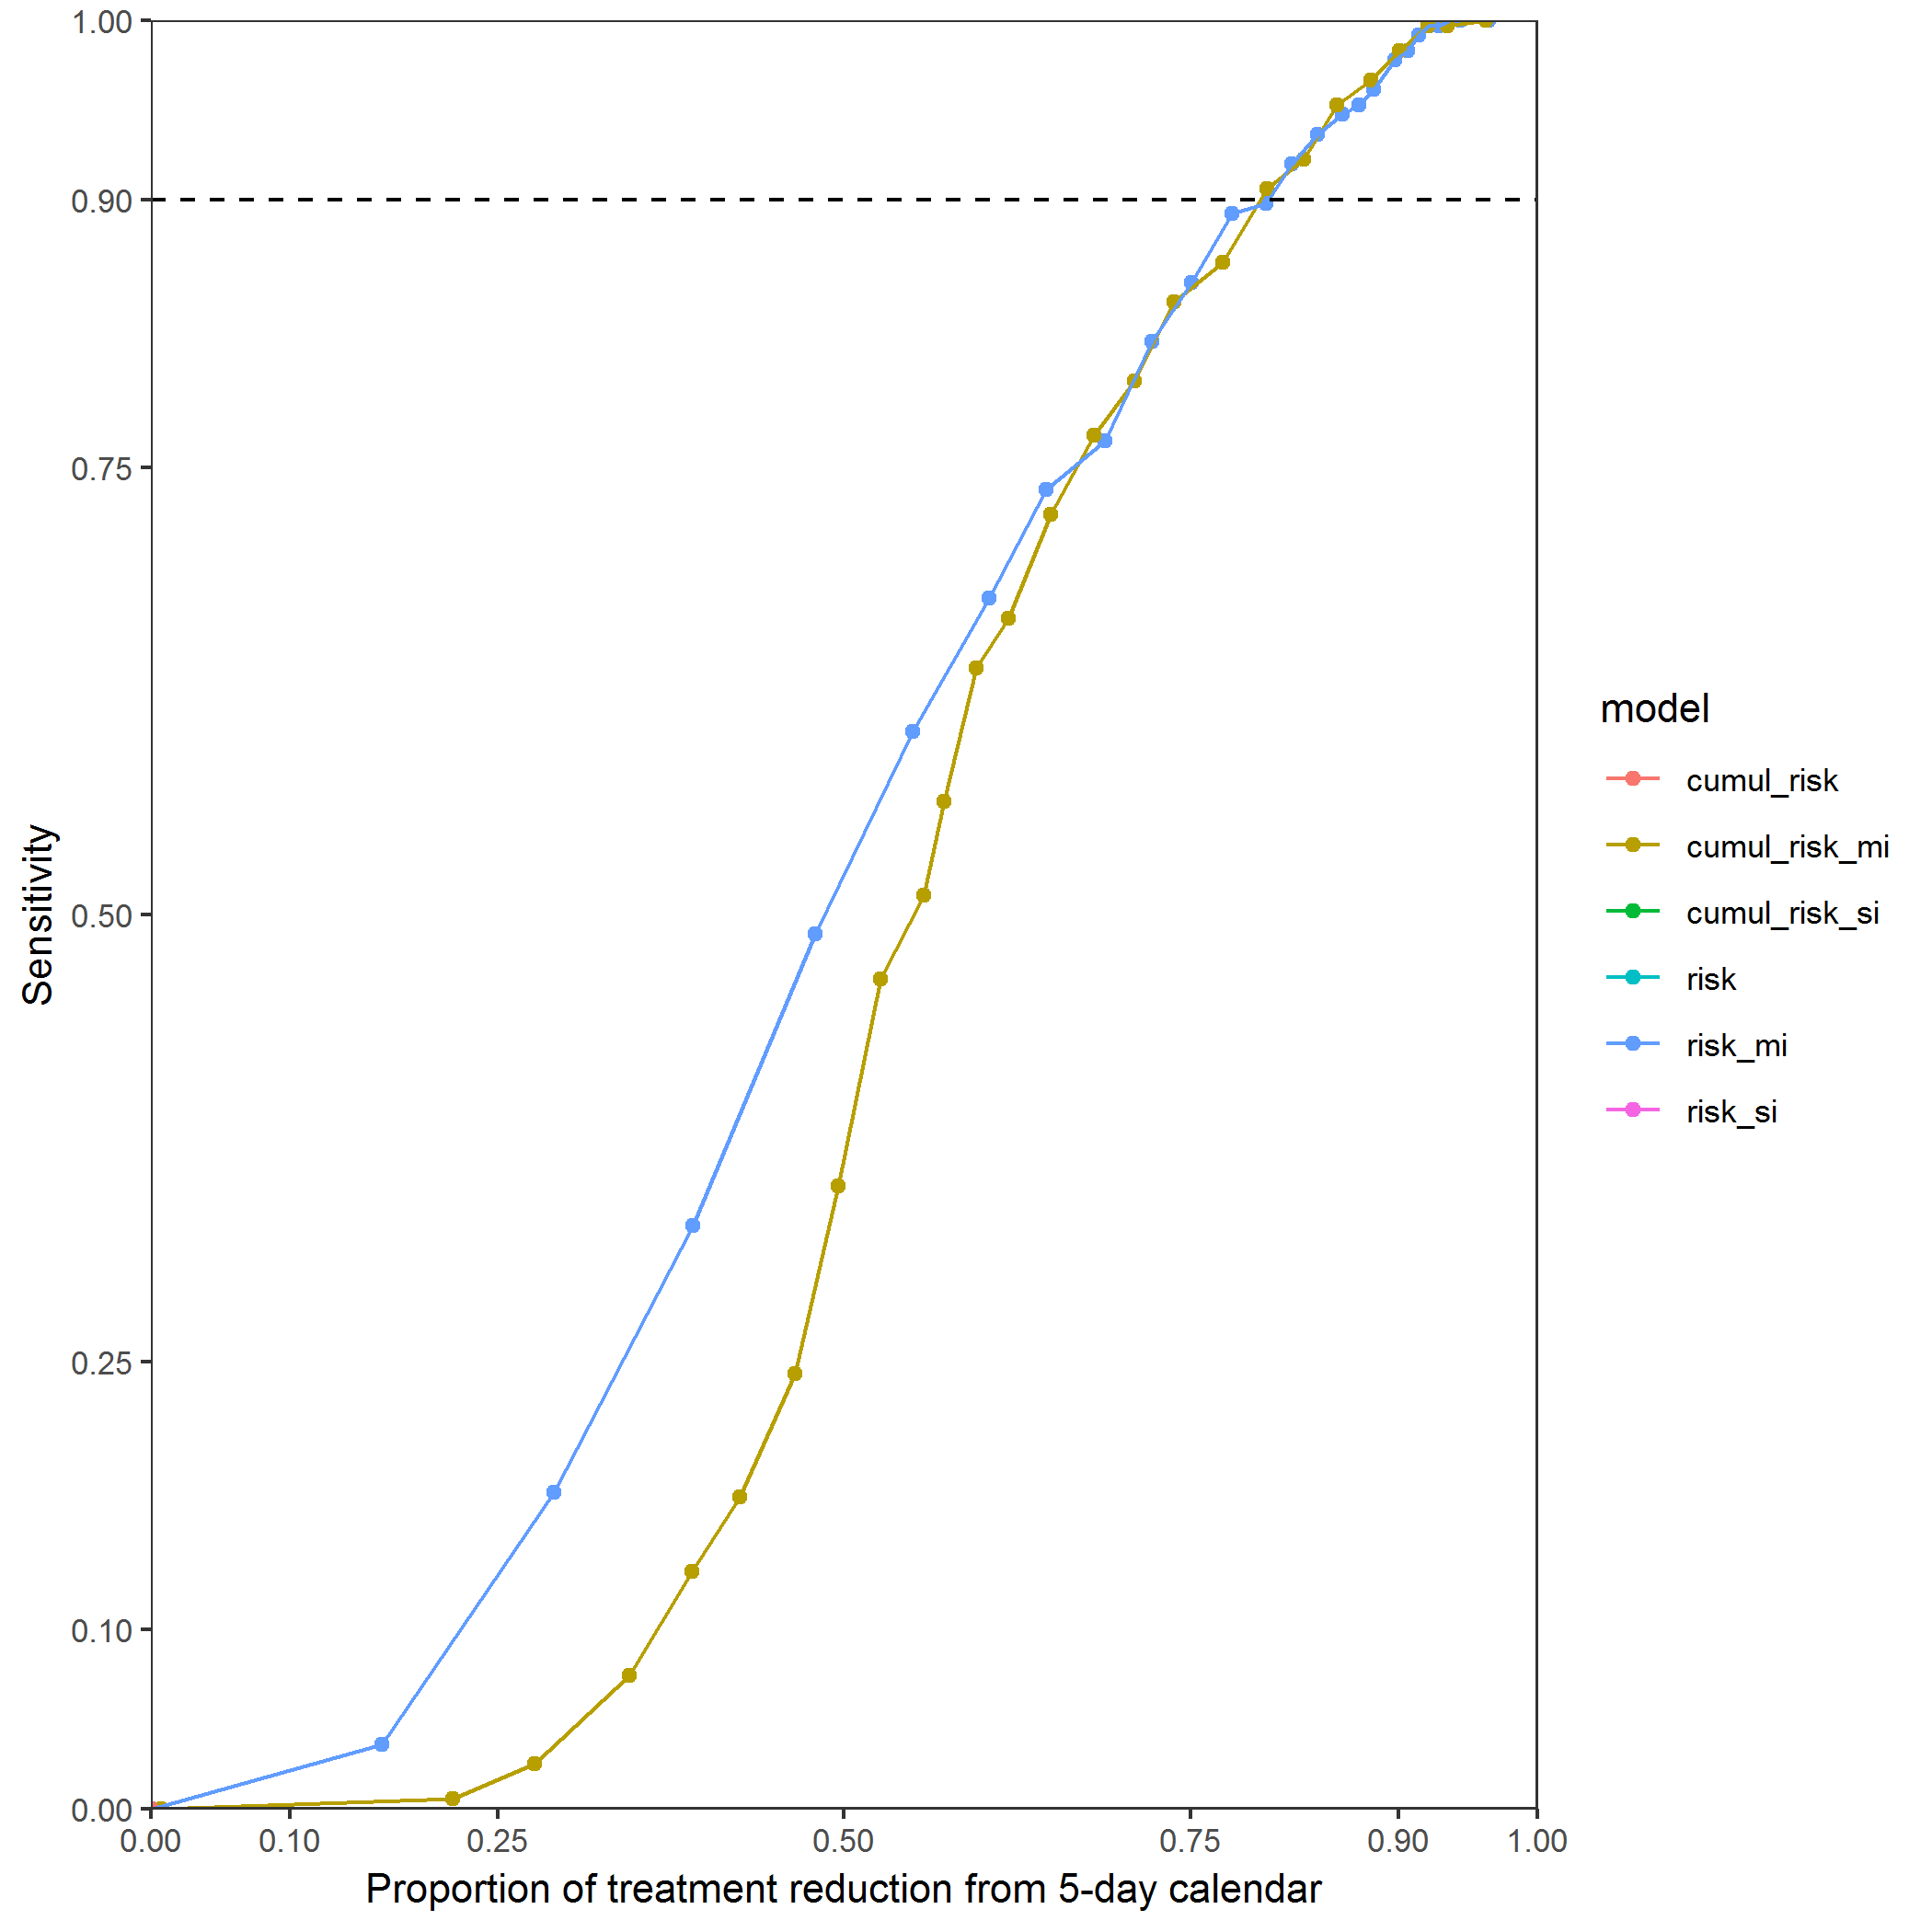 1.00
0.90
0.75
0.50
0.25
0.10
0.00
Sensitivity
0.00 0.10 0.25 0.50 0.75 0.90 1.00
Proportion of treatment reduction from 5-day calendar
model
cumul_risk
cumul_risk_mi
cumul_risk_si
risk
risk_mi
risk_si